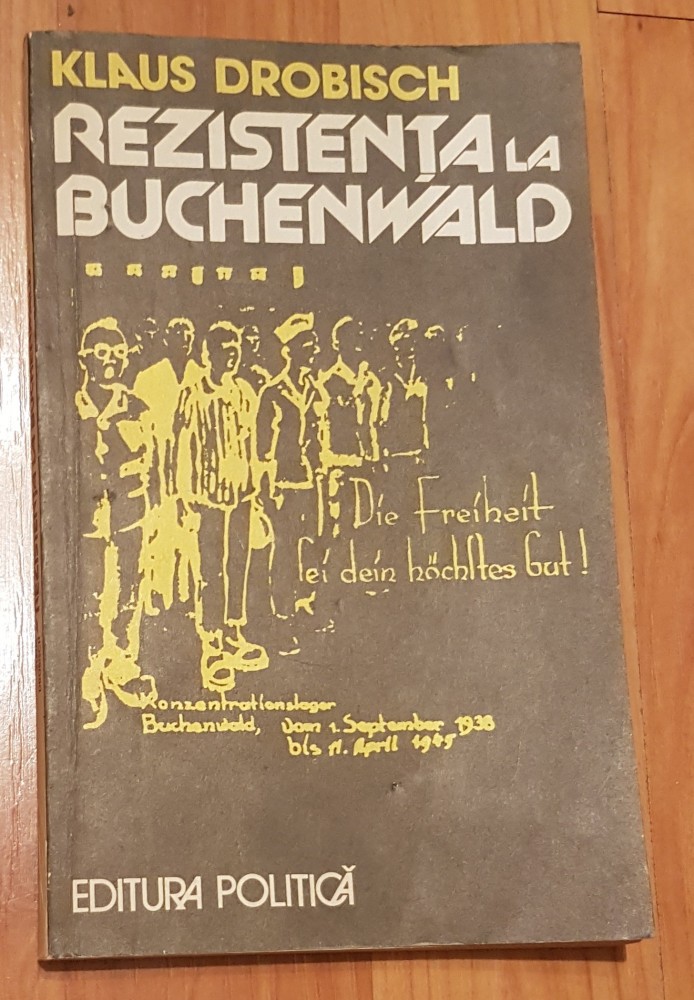 KLAUS DROBISCH
REZISTENȚA LA
BUCHENWALD
Die Freiheit
sei dein höchstes Gut!
Konzentrationslager
Buchenwald, vom 1. September 1938
bis 11. April 1945
EDITURA POLITICĂ